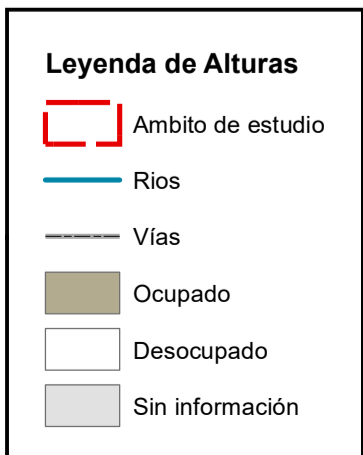 Leyenda de Alturas
Ambito de estudio
Rios
Vías
Ocupado
Desocupado
Sin información